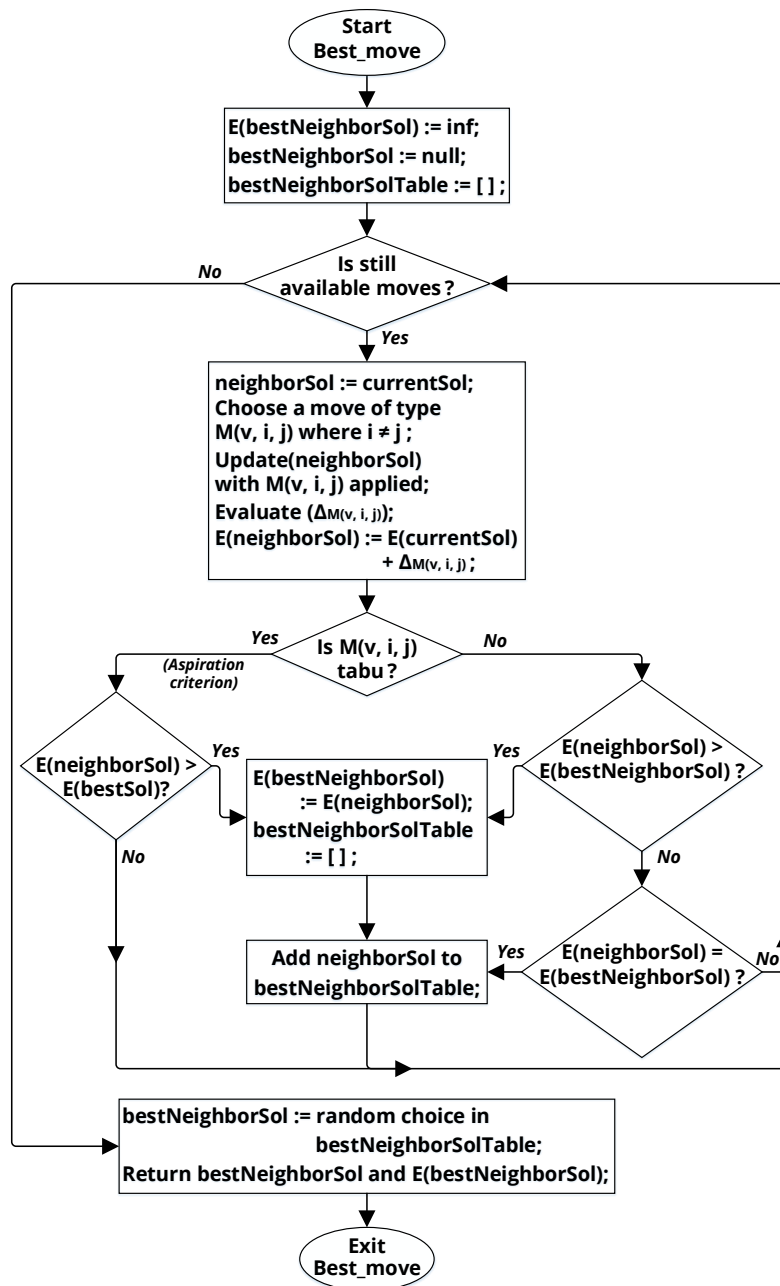 Start
Best_move
E(bestNeighborSol) := inf;
bestNeighborSol := null;
bestNeighborSolTable := [ ] ;
Is still
available moves ?
No
Yes
neighborSol := currentSol;
Choose a move of type
M(v, i, j) where i ≠ j ;
Update(neighborSol)
with M(v, i, j) applied;
Evaluate (ΔM(v, i, j));
E(neighborSol) := E(currentSol)
+ ΔM(v, i, j) ;
Is M(v, i, j)
tabu ?
Yes
(Aspiration
criterion)
No
E(neighborSol) >
E(bestSol)?
Yes
No
E(bestNeighborSol)
:= E(neighborSol);
bestNeighborSolTable
:= [ ] ;
E(neighborSol) >
E(bestNeighborSol) ?
Yes
No
Add neighborSol to
bestNeighborSolTable;
E(neighborSol) =
E(bestNeighborSol) ?
Yes
No
bestNeighborSol := random choice in
bestNeighborSolTable;
Return bestNeighborSol and E(bestNeighborSol);
Exit
Best_move